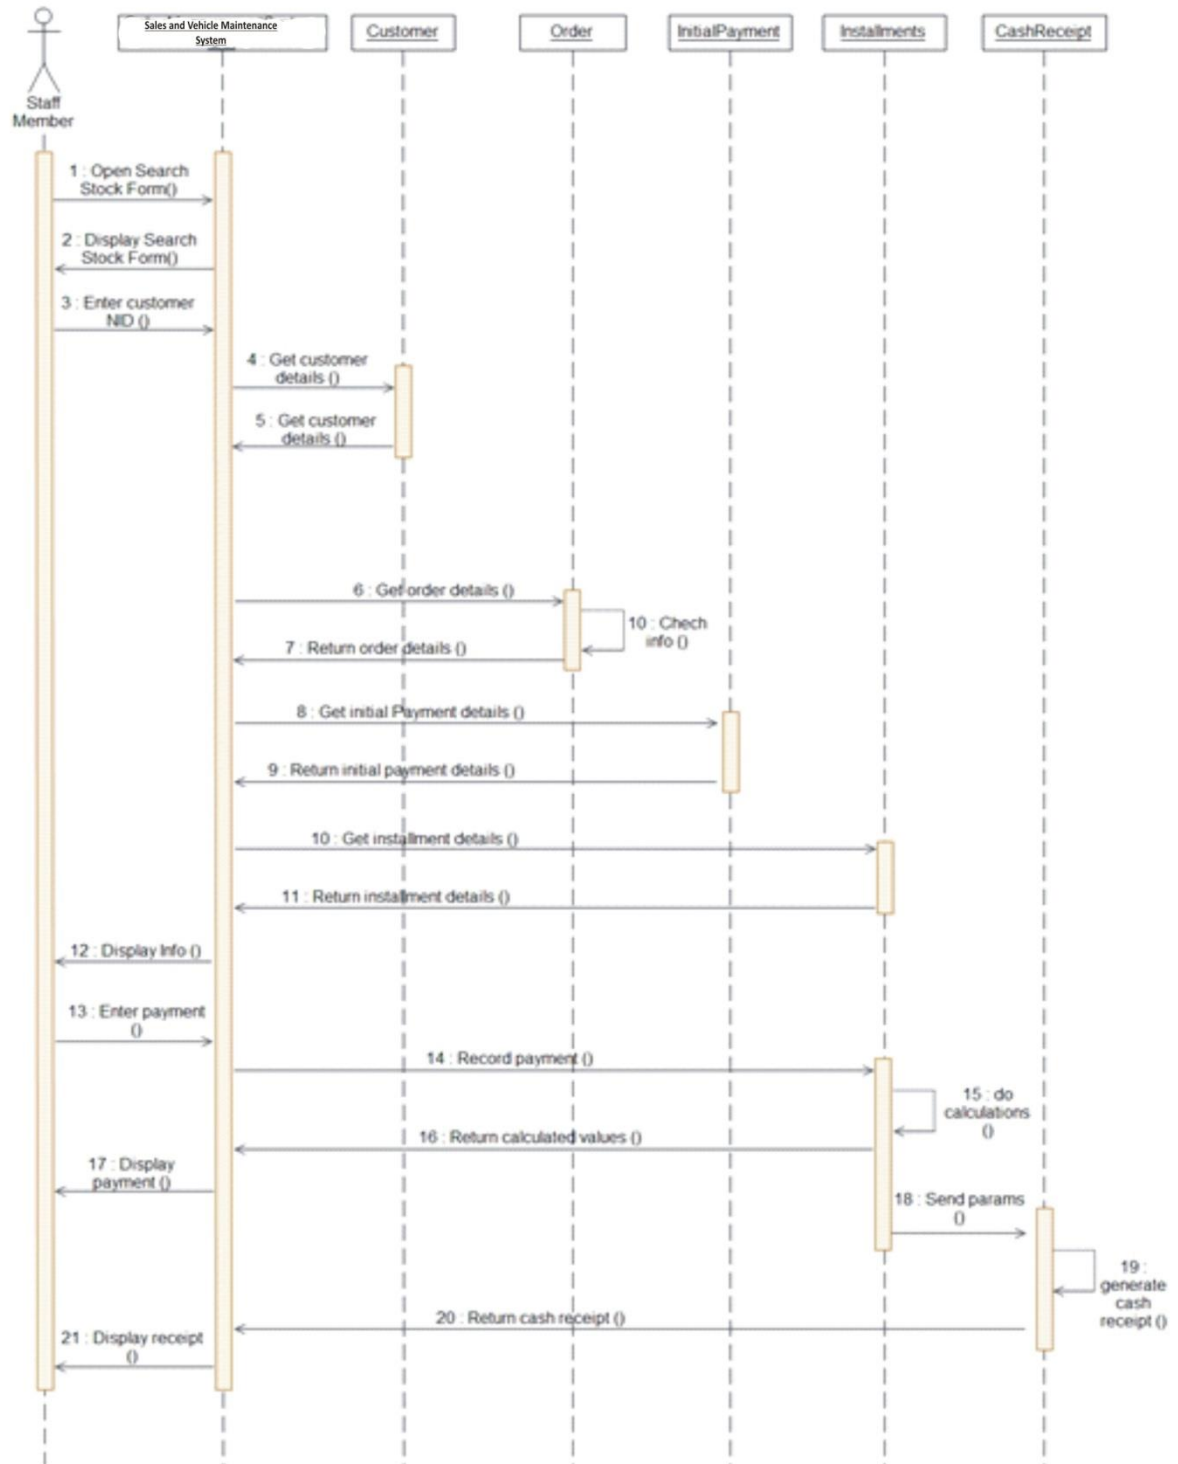 Sales and Vehicle Maintenance
System
Customer
Order
InitialPayment
Installments
CashReceipt
Staff
Member
1 : Open Search
Stock Form()
2 : Display Search
Stock Form()
3 : Enter customer
NID ()
4 : Get customer
details ()
5 : Get customer
details ()
6 : Get order details ()
10 : Chech
info ()
7 : Return order details ()
8 : Get initial Payment details ()
9 : Return initial payment details ()
10 : Get installment details ()
11 : Return installment details ()
12 : Display Info ()
13 : Enter payment
()
14 : Record payment ()
15 : do
calculations
()
16 : Return calculated values ()
17 : Display
payment ()
18 : Send params
()
19 :
generate
cash
receipt ()
20 : Return cash receipt ()
21 : Display receipt
()